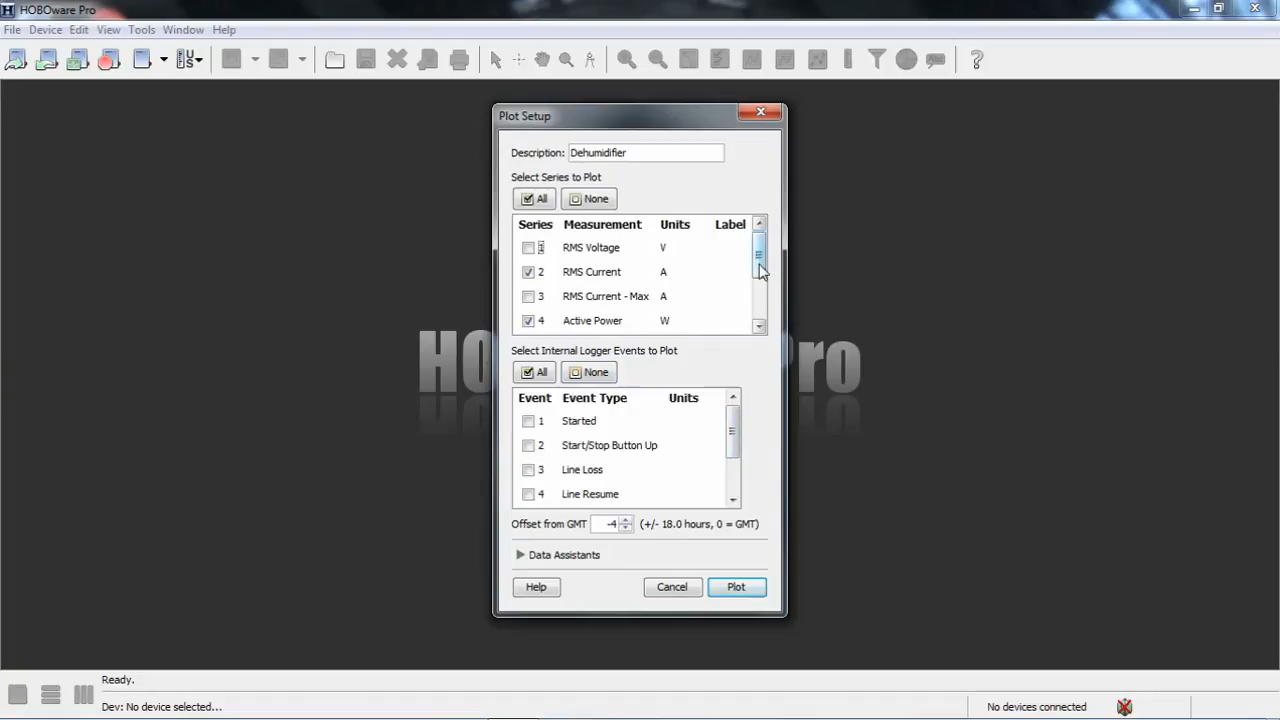 HOBOware Pro
File Device Edit View Tools Window Help
Plot Setup
Description: Dehumidifier
Select Series to Plot
All None
Series Measurement Units Label
1 RMS Voltage V
2 RMS Current A
3 RMS Current - Max A
4 Active Power W
HO Pro
Select Internal Logger Events to Plot
All None
Event Event Type Units
1 Started
2 Start/Stop Button Up
3 Line Loss
4 Line Resume
Offset from GMT -4 (+/- 18.0 hours, 0 = GMT)
Data Assistants
Help Cancel Plot
Ready.
Dev: No device selected... No devices connected